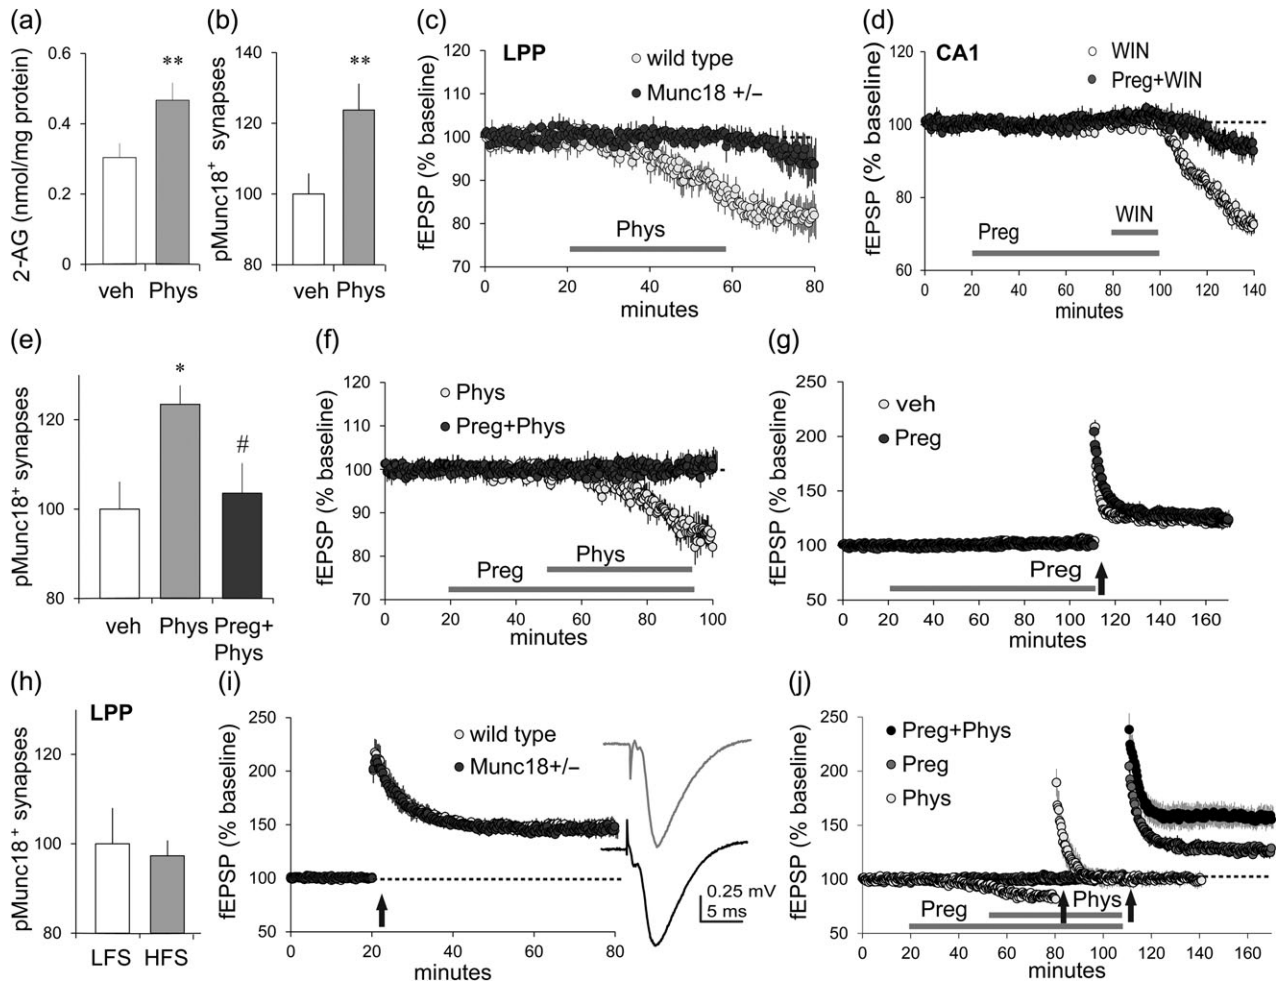 (a)
2-AG (nmol/mg protein)
0.6
0.4
0.2
0
**
veh Phys
(b)
pMunc18+ synapses
140
120
100
80
**
veh Phys
(c)
LPP
wild type
Munc18 +/–
fEPSP (% baseline)
120
110
100
90
80
70
Phys
0 20 40 60 80
minutes
(d)
CA1
WIN
Preg+WIN
fEPSP (% baseline)
120
100
80
60
WIN
Preg
0 20 40 60 80 100 120 140
minutes
(e)
pMunc18+ synapses
120
100
80
*
#
veh Phys Preg+
Phys
(f)
Phys
Preg+Phys
fEPSP (% baseline)
120
110
100
90
80
70
Phys
Preg
0 20 40 60 80 100
minutes
(g)
veh
Preg
fEPSP (% baseline)
250
200
150
100
50
Preg
0 20 40 60 80 100 120 140 160
minutes
(h)
LPP
pMunc18+ synapses
120
100
80
LFS HFS
(i)
wild type
Munc18+/–
fEPSP (% baseline)
250
200
150
100
50
0.25 mV
5 ms
0 20 40 60 80
minutes
(j)
Preg+Phys
Preg
Phys
fEPSP (% baseline)
250
200
150
100
50
Preg
Phys
0 20 40 60 80 100 120 140 160
minutes